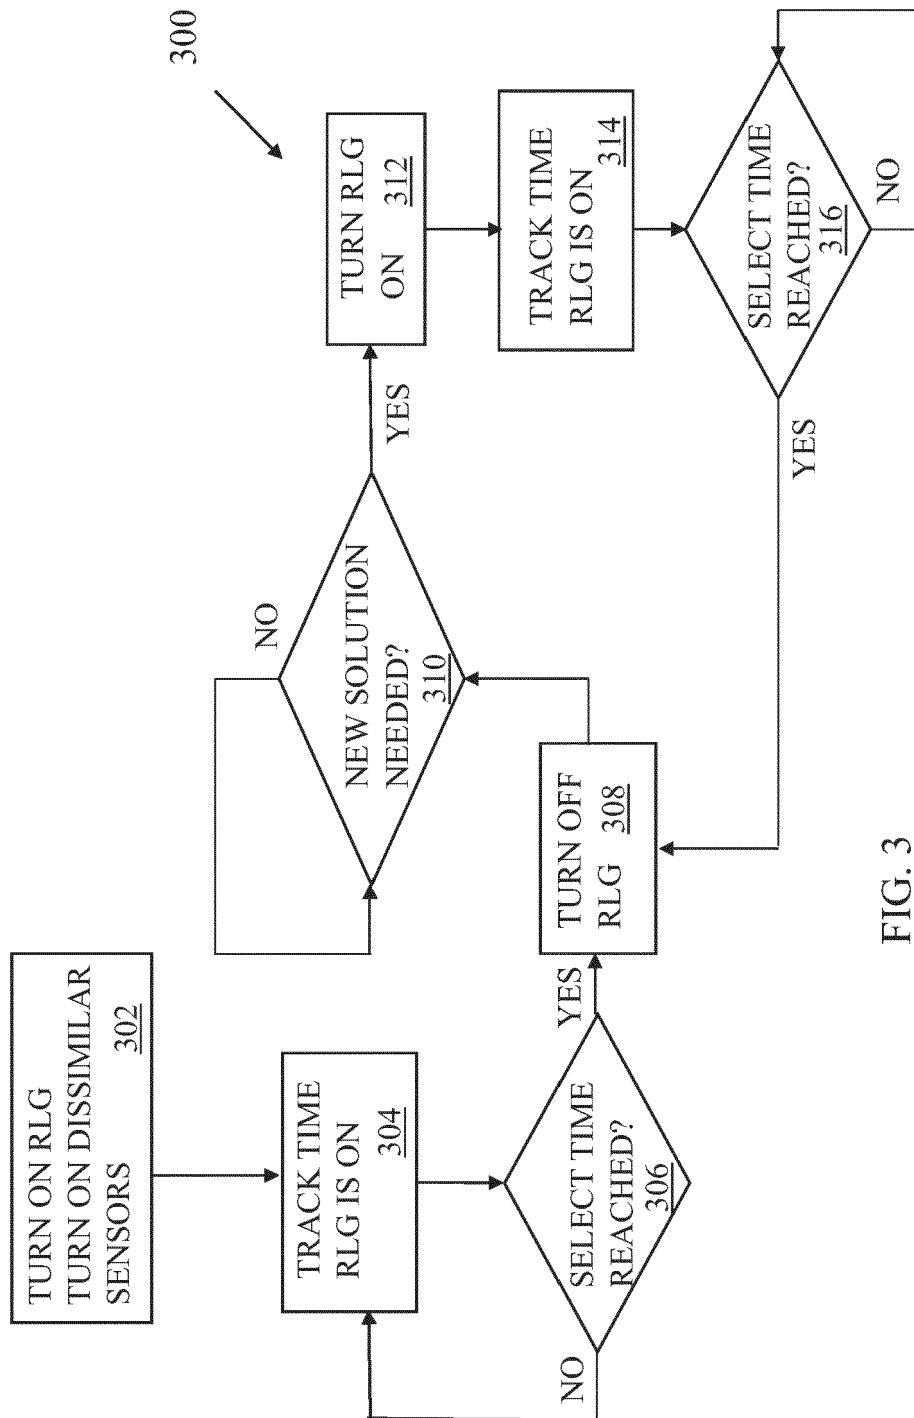 300
TURN ON RLG
TURN ON DISSIMILAR
SENSORS 302
TRACK TIME
RLG IS ON
304
SELECT TIME
REACHED?
306
NO
YES
TURN OFF
RLG 308
NEW SOLUTION
NEEDED?
310
NO
YES
TURN RLG
ON 312
TRACK TIME
RLG IS ON
314
SELECT TIME
REACHED?
316
NO
YES
FIG. 3